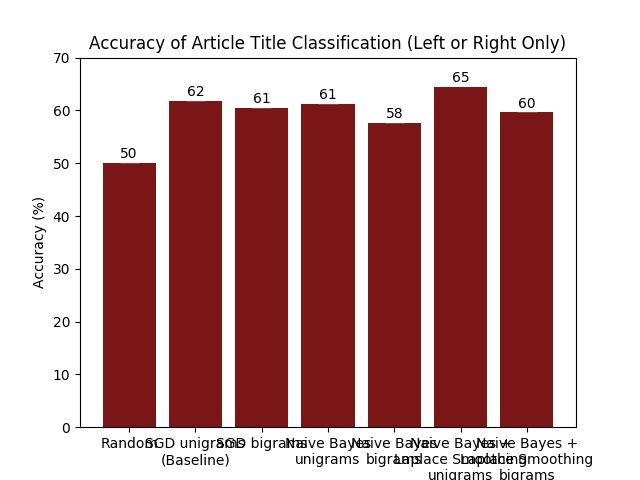 Accuracy of Article Title Classification (Left or Right Only)
Accuracy (%)
70
60
50
40
30
20
10
0
50
62
61
61
58
65
60
Random
SGD unigrams
(Baseline)
SGD bigrams
Naive Bayes
unigrams
Naive Bayes
bigrams
Naive Bayes +
Laplace Smoothing
unigrams
Naive Bayes +
Laplace Smoothing
bigrams